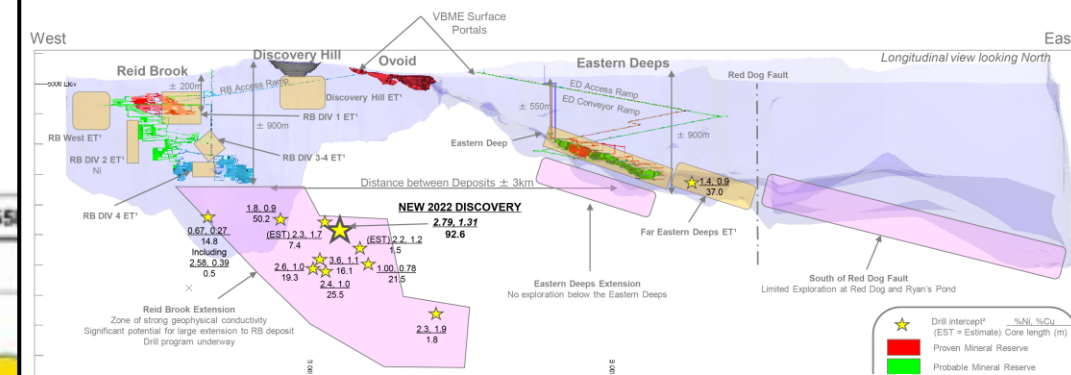 VBME Surface
Portals
West
Eas
Longitudinal view looking North
Discovery Hill
Ovoid
Reid Brook
Eastern Deeps
Red Dog Fault
± 200m
RB Access Ramp
ED Access Ramp
ED Conveyor Ramp
Discovery Hill ET¹
± 550m
RB DIV 1 ET¹
± 900m
± 900m
RB West ET¹
Eastern Deep
RB DIV 2 ET¹
Ni
RB DIV 3-4 ET¹
Distance between Deposits ± 3km
1.4, 0.9
37.0
RB DIV 4 ET¹
NEW 2022 DISCOVERY
2.79, 1.31
92.6
1.8, 0.9
50.2
0.67, 0.27
14.8
Including
2.58, 0.39
0.5
(EST) 2.3, 1.7
7.4
(EST) 2.2, 1.2
1.5
Far Eastern Deeps ET¹
3.6, 1.1
16.1
2.6, 1.0
19.3
1.00, 0.78
21.5
2.4, 1.0
25.5
Eastern Deeps Extension
No exploration below the Eastern Deeps
South of Red Dog Fault
Limited Exploration at Red Dog and Ryan's Pond
Reid Brook Extension
Zone of strong geophysical conductivity
Significant potential for large extension to RB deposit
Drill program underway
2.3, 1.9
1.8
Drill intercept² %Ni, %Cu
(EST = Estimate) Core length (m)
Proven Mineral Reserve
Probable Mineral Reserve